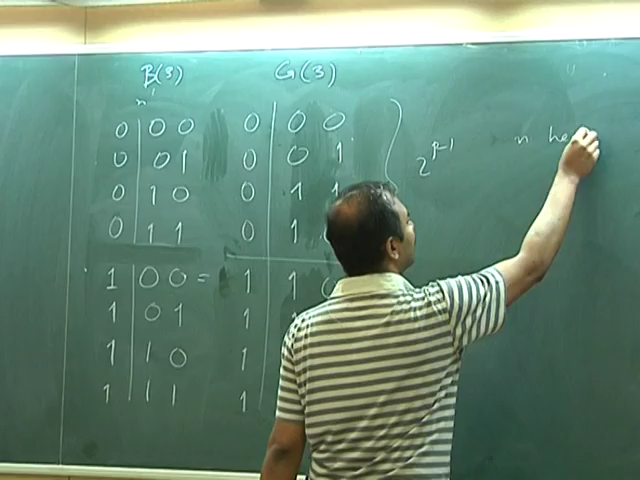 B(3) G(3)
0 0 0 0 0 0
0 0 1 0 0 1
0 1 0 0 1 1
0 1 1 0 1
2^{n-1} n he
1 0 0 = 1 1 0
1 0 1 1 1
1 1 0 1
1 1 1 1